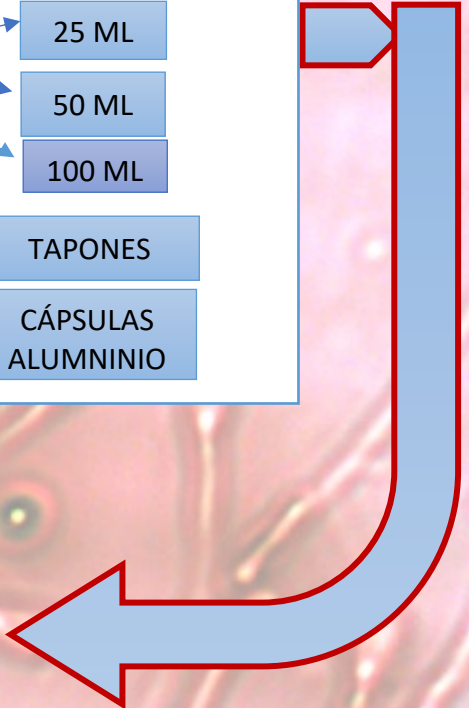 25 ML
50 ML
100 ML
TAPONES
CÁPSULAS
ALUMNINIO